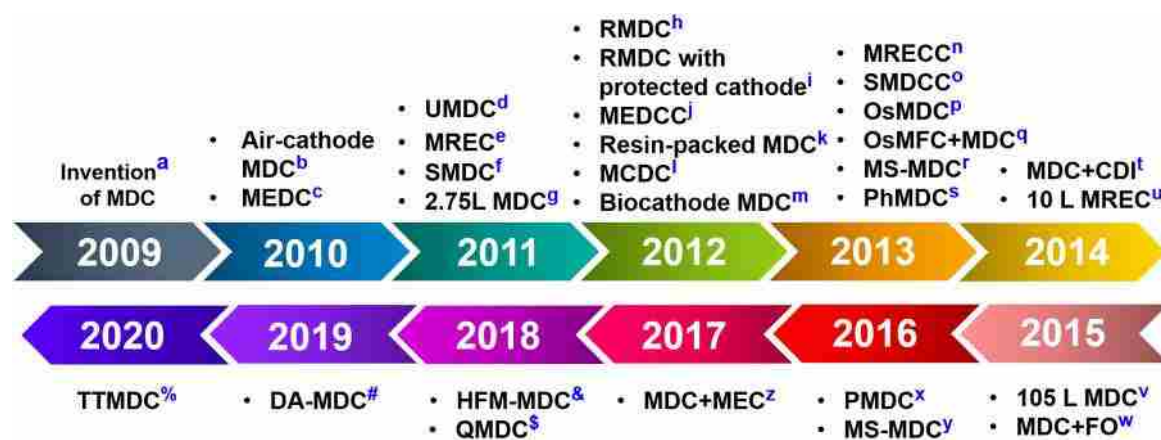 Invention^a
of MDC
• Air-cathode
MDC^b
• MEDC^c
• UMDC^d
• MREC^e
• SMDC^f
• 2.75L MDC^g
• RMDC^h
• RMDC with
protected cathode^i
• MEDCC^j
• Resin-packed MDC^k
• MCDC^l
• Biocathode MDC^m
• MRECC^n
• SMDCC^o
• OsMDC^p
• OsMFC+MDC^q
• MS-MDC^r
• PhMDC^s
• MDC+CDI^t
• 10 L MREC^u
2009 2010 2011 2012 2013 2014
2020 2019 2018 2017 2016 2015
TTMDC^%
• DA-MDC^#
• HFM-MDC^&
• QMDC^$
• MDC+MEC^z
• PMDC^x
• MS-MDC^y
• 105 L MDC^v
• MDC+FO^w